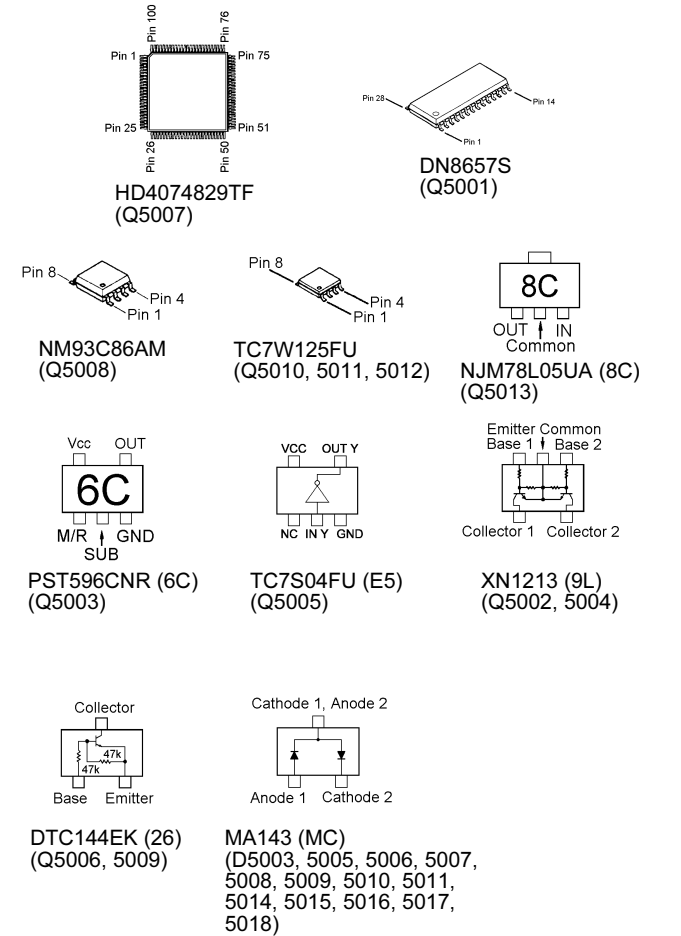 Pin 100
Pin 76
Pin 1
Pin 75
Pin 25
Pin 51
Pin 26
Pin 50
HD4074829TF
(Q5007)
Pin 28
Pin 14
Pin 1
DN8657S
(Q5001)
Pin 8
Pin 4
Pin 1
NM93C86AM
(Q5008)
Pin 8
Pin 4
Pin 1
TC7W125FU
(Q5010, 5011, 5012)
8C
OUT IN
Common
NJM78L05UA (8C)
(Q5013)
Vcc OUT
6C
M/R GND
SUB
PST596CNR (6C)
(Q5003)
VCC OUT Y
NC IN Y GND
TC7S04FU (E5)
(Q5005)
Emitter Common
Base 1 Base 2
Collector 1 Collector 2
XN1213 (9L)
(Q5002, 5004)
Collector
47k
47k
Base Emitter
DTC144EK (26)
(Q5006, 5009)
Cathode 1, Anode 2
Anode 1 Cathode 2
MA143 (MC)
(D5003, 5005, 5006, 5007,
5008, 5009, 5010, 5011,
5014, 5015, 5016, 5017,
5018)